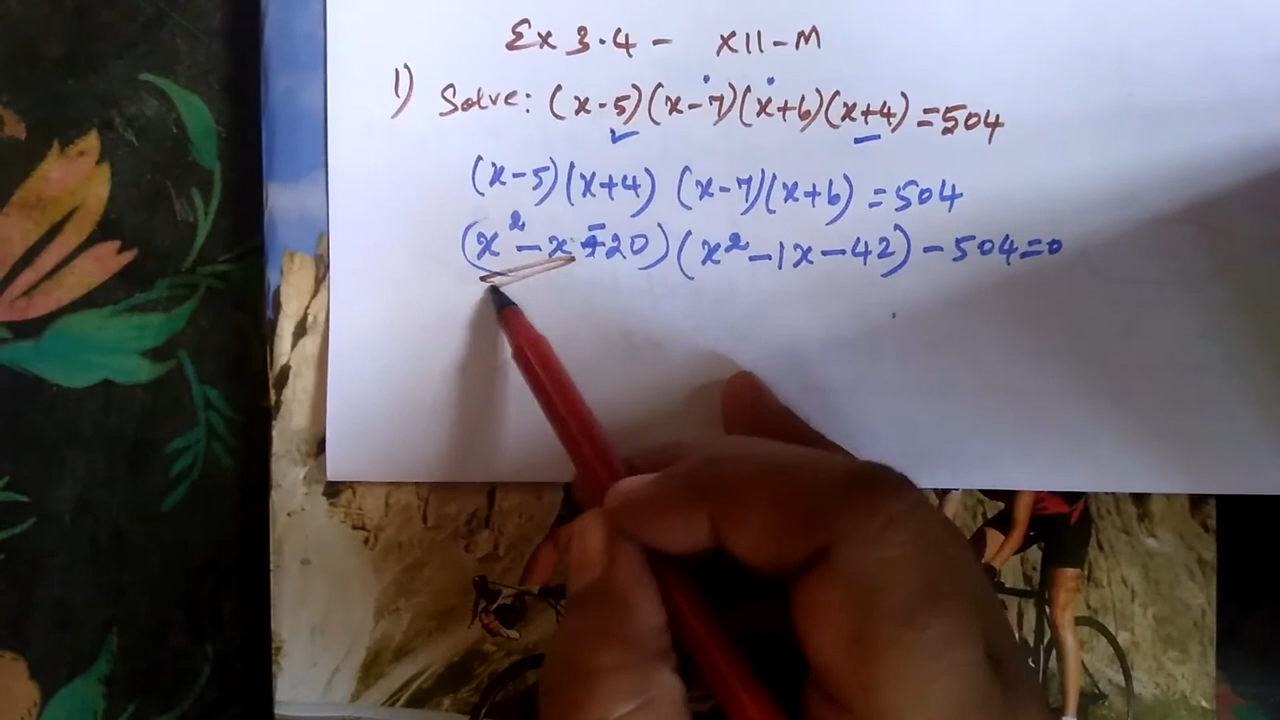 Ex 3.4 - XII-M
1) Solve: (x-5)(x-7)(x+6)(x+4)=504
(x-5)(x+4) (x-7)(x+6)=504
(x²-x-20)(x²-1x-42)-504=0